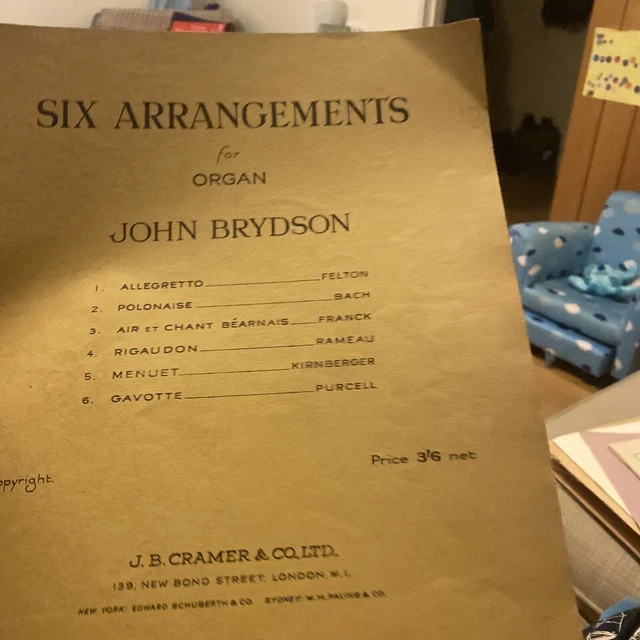 SIX ARRANGEMENTS
for
ORGAN
JOHN BRYDSON
1. ALLEGRETTO FELTON
2. POLONAISE BACH
3. AIR ET CHANT BÉARNAIS FRANCK
4. RIGAUDON RAMEAU
5. MENUET KIRNBERGER
6. GAVOTTE PURCELL
opyright.
Price 3'6 net
J. B. CRAMER & CO. LTD.
139, NEW BOND STREET, LONDON, W.1.
NEW YORK: EDWARD SCHUBERTH & CO. SYDNEY: W.H. PALING & CO.